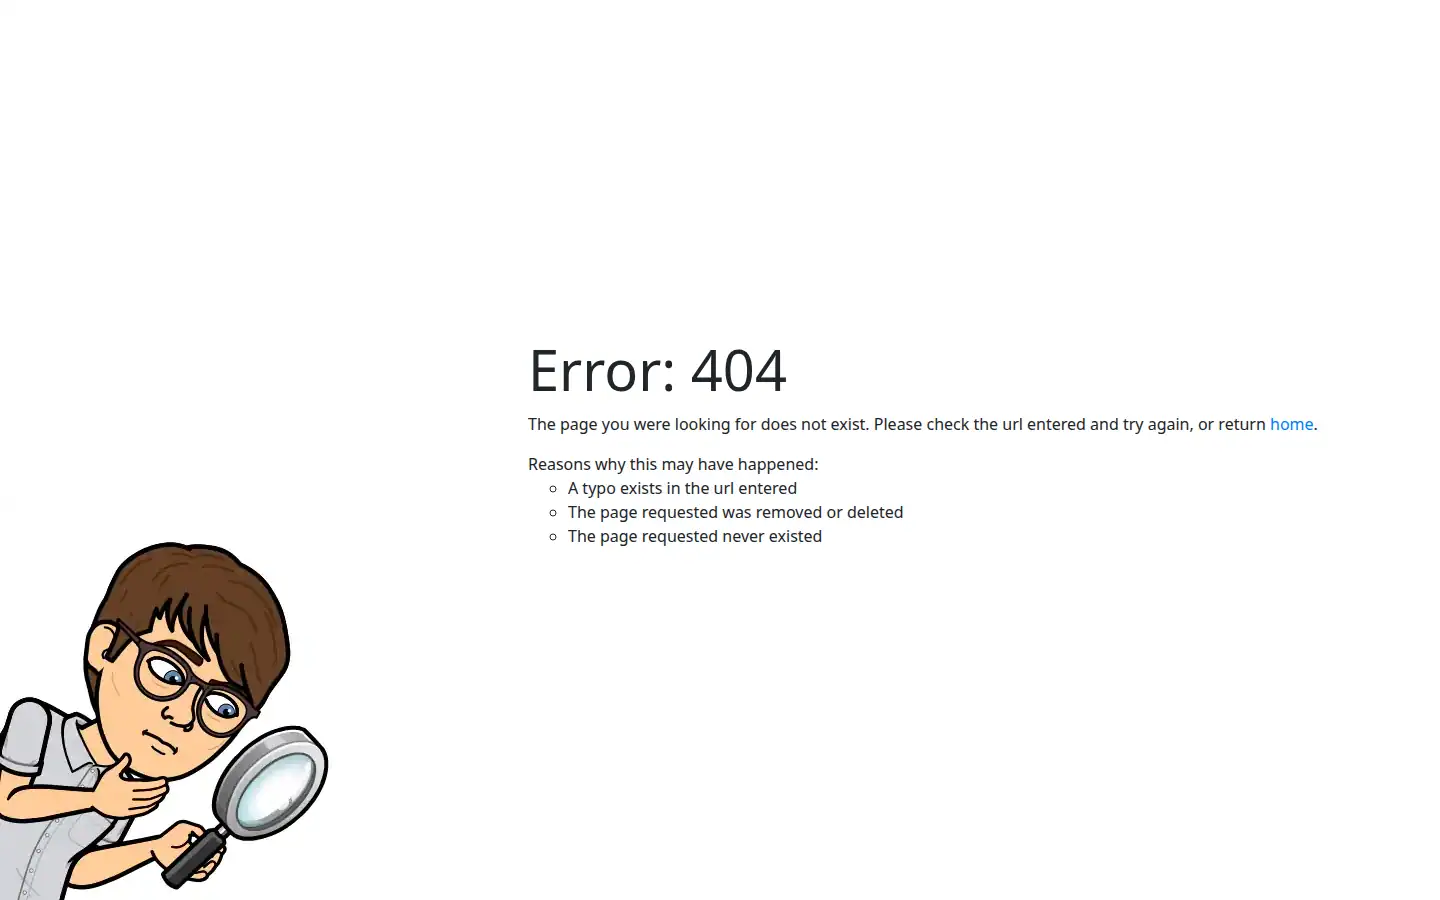 Error: 404
The page you were looking for does not exist. Please check the url entered and try again, or return home.
Reasons why this may have happened:
A typo exists in the url entered
The page requested was removed or deleted
The page requested never existed